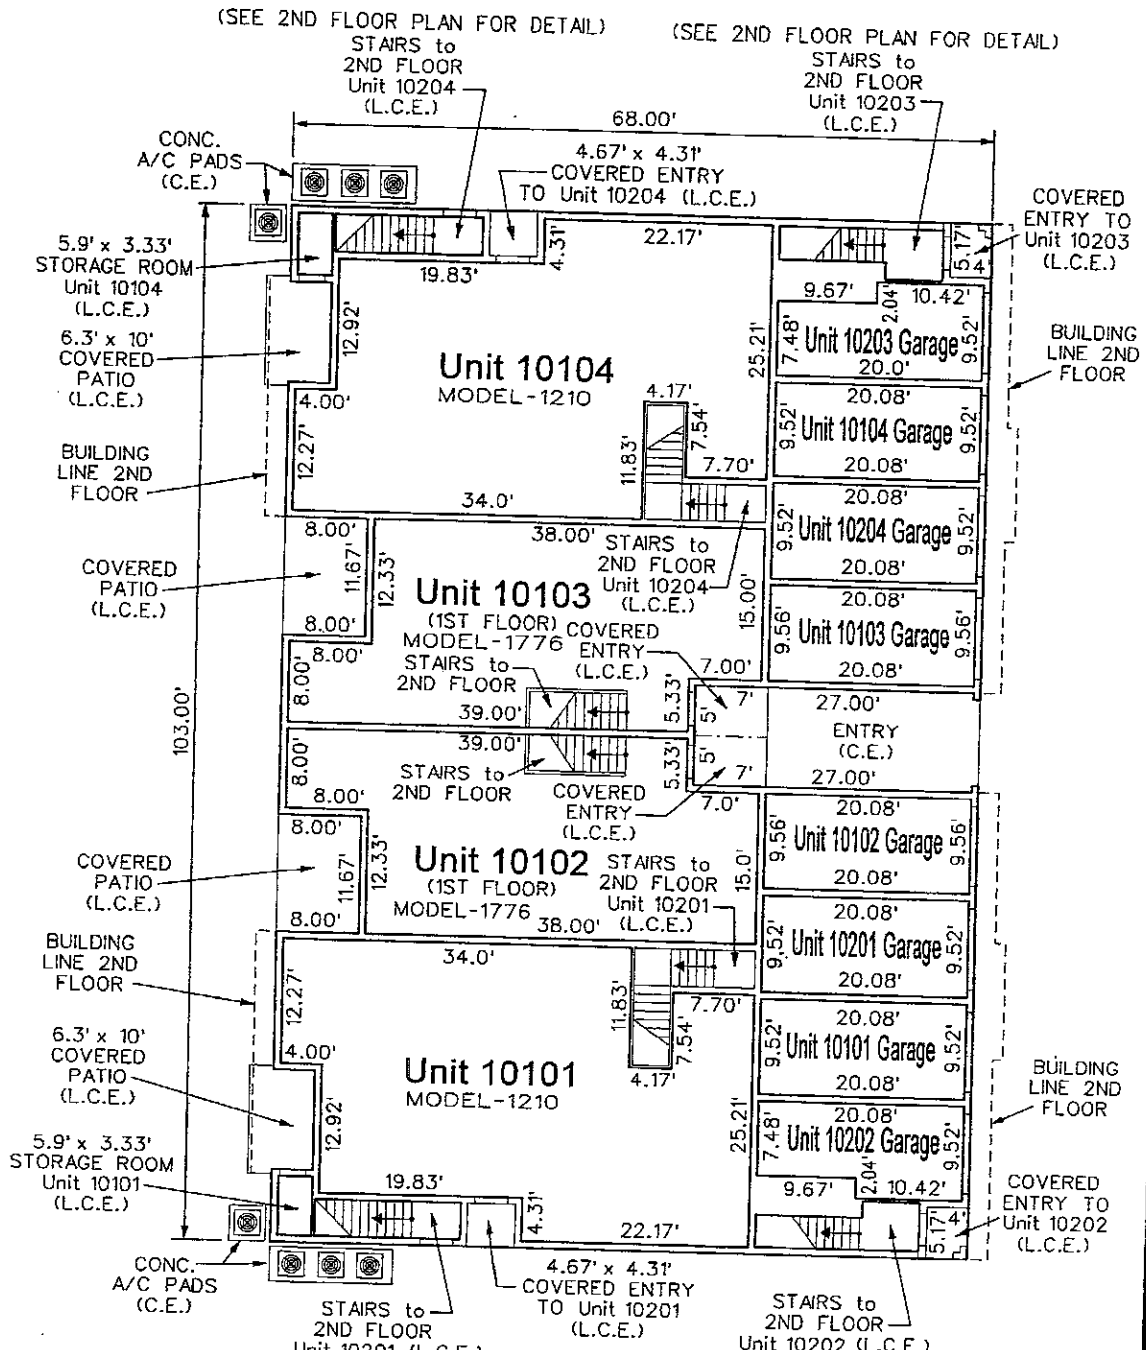 (SEE 2ND FLOOR PLAN FOR DETAIL)
(SEE 2ND FLOOR PLAN FOR DETAIL)
STAIRS to
2ND FLOOR
Unit 10204
(L.C.E.)
STAIRS to
2ND FLOOR
Unit 10203
(L.C.E.)
68.00'
CONC.
A/C PADS
(C.E.)
4.67' x 4.31'
COVERED ENTRY
TO Unit 10204 (L.C.E.)
COVERED
ENTRY TO
Unit 10203
(L.C.E.)
5.9' x 3.33'
STORAGE ROOM
Unit 10104
(L.C.E.)
19.83'
4.31'
22.17'
5.17'
4'
6.3' x 10'
COVERED
PATIO
(L.C.E.)
12.92'
9.67'
2.04'
10.42'
7.48'
Unit 10203 Garage
9.52'
20.0'
25.21'
BUILDING
LINE 2ND
FLOOR
Unit 10104
MODEL-1210
4.00'
12.27'
4.17'
7.54'
11.83'
7.70'
20.08'
9.52'
Unit 10104 Garage
9.52'
20.08'
BUILDING
LINE 2ND
FLOOR
34.0'
20.08'
9.52'
Unit 10204 Garage
9.52'
20.08'
8.00'
38.00'
STAIRS to
2ND FLOOR
Unit 10204
(L.C.E.)
COVERED
PATIO
(L.C.E.)
11.67'
12.33'
8.00'
Unit 10103
(1ST FLOOR)
MODEL-1776
15.00'
20.08'
9.56'
Unit 10103 Garage
9.56'
20.08'
COVERED
ENTRY
(L.C.E.)
8.00'
8.00'
STAIRS to
2ND FLOOR
7.00'
39.00'
5.33'
7'
5'
27.00'
103.00'
ENTRY
(C.E.)
39.00'
8.00'
STAIRS to
2ND FLOOR
5.33'
5'
7'
27.00'
8.00'
COVERED
ENTRY
(L.C.E.)
7.0'
8.00'
20.08'
9.56'
Unit 10102 Garage
9.56'
20.08'
COVERED
PATIO
(L.C.E.)
11.67'
12.33'
Unit 10102
(1ST FLOOR)
MODEL-1776
STAIRS to
2ND FLOOR
Unit 10201
(L.C.E.)
15.0'
8.00'
38.00'
20.08'
9.52'
Unit 10201 Garage
9.52'
20.08'
BUILDING
LINE 2ND
FLOOR
34.0'
12.27'
11.83'
7.70'
7.54'
4.17'
20.08'
9.52'
Unit 10101 Garage
9.52'
20.08'
6.3' x 10'
COVERED
PATIO
(L.C.E.)
4.00'
Unit 10101
MODEL-1210
BUILDING
LINE 2ND
FLOOR
12.92'
25.21'
20.08'
7.48'
Unit 10202 Garage
9.52'
9.67'
2.04'
10.42'
5.9' x 3.33'
STORAGE ROOM
Unit 10101
(L.C.E.)
19.83'
4.31'
22.17'
5.17'
4'
COVERED
ENTRY TO
Unit 10202
(L.C.E.)
CONC.
A/C PADS
(C.E.)
4.67' x 4.31'
COVERED ENTRY
TO Unit 10201
(L.C.E.)
STAIRS to
2ND FLOOR
Unit 10201 (L.C.E.)
STAIRS to
2ND FLOOR
Unit 10202 (L.C.E.)